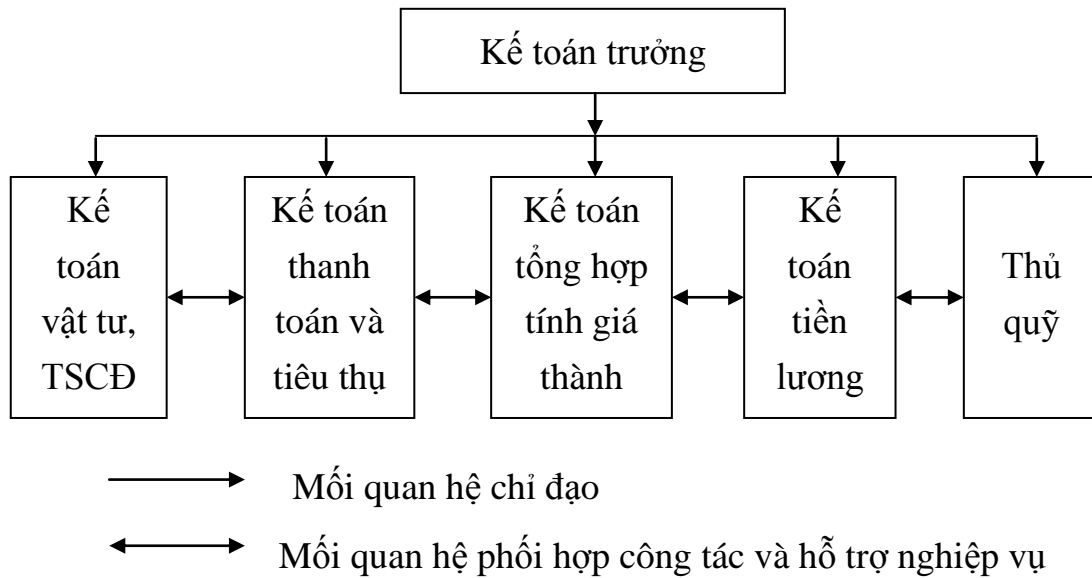 Kế toán trưởng
Kế
toán
vật tư,
TSCĐ
Kế toán
thanh
toán và
tiêu thụ
Kế toán
tổng hợp
tính giá
thành
Kế
toán
tiền
lương
Thủ
quỹ
Mối quan hệ chỉ đạo
Mối quan hệ phối hợp công tác và hỗ trợ nghiệp vụ